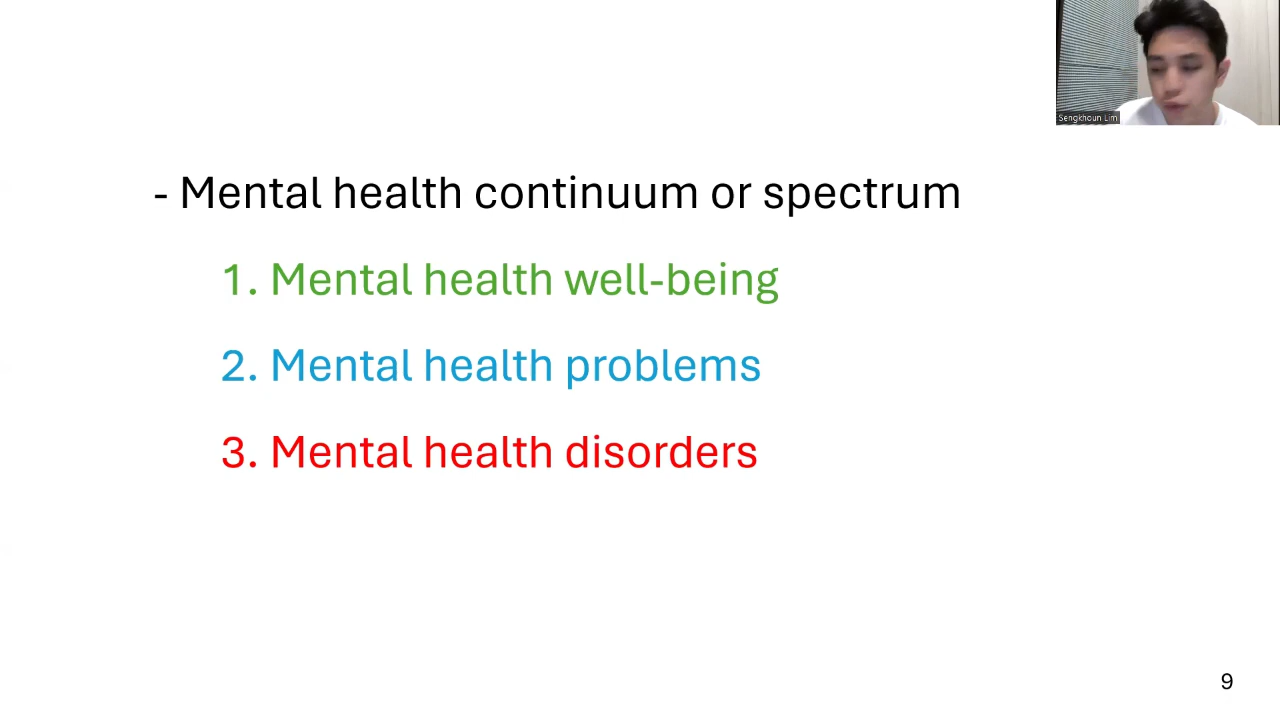 Sengkhoun Lim
- Mental health continuum or spectrum
1. Mental health well-being
2. Mental health problems
3. Mental health disorders
9